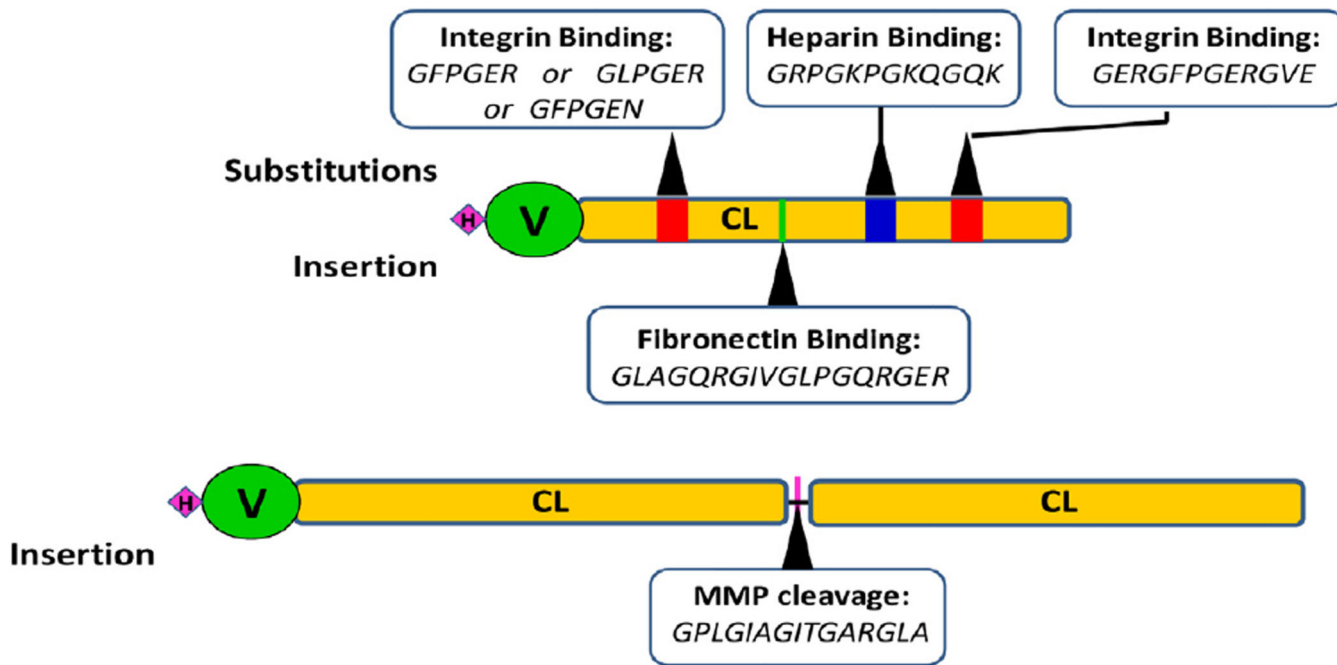 Integrin Binding:
GFPGER or GLPGER
or GFPGEN
Heparin Binding:
GRPGKPGKQGQK
Integrin Binding:
GERGFPGERGVE
Substitutions
H
V
CL
Insertion
Fibronectin Binding:
GLAGQRGIVGLPGQRGER
H
V
CL
CL
Insertion
MMP cleavage:
GPLGIAGITGARGLA